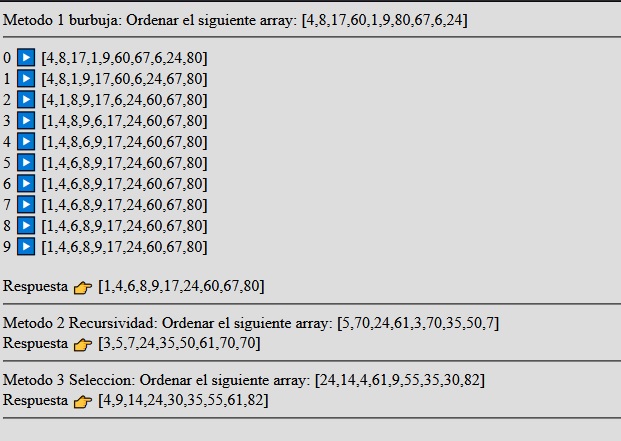 Metodo 1 burbuja: Ordenar el siguiente array: [4,8,17,60,1,9,80,67,6,24]
0 ▶️ [4,8,17,1,9,60,67,6,24,80]
1 ▶️ [4,8,1,9,17,60,6,24,67,80]
2 ▶️ [4,1,8,9,17,6,24,60,67,80]
3 ▶️ [1,4,8,9,6,17,24,60,67,80]
4 ▶️ [1,4,8,6,9,17,24,60,67,80]
5 ▶️ [1,4,6,8,9,17,24,60,67,80]
6 ▶️ [1,4,6,8,9,17,24,60,67,80]
7 ▶️ [1,4,6,8,9,17,24,60,67,80]
8 ▶️ [1,4,6,8,9,17,24,60,67,80]
9 ▶️ [1,4,6,8,9,17,24,60,67,80]
Respuesta 👉 [1,4,6,8,9,17,24,60,67,80]
Metodo 2 Recursividad: Ordenar el siguiente array: [5,70,24,61,3,70,35,50,7]
Respuesta 👉 [3,5,7,24,35,50,61,70,70]
Metodo 3 Seleccion: Ordenar el siguiente array: [24,14,4,61,9,55,35,30,82]
Respuesta 👉 [4,9,14,24,30,35,55,61,82]